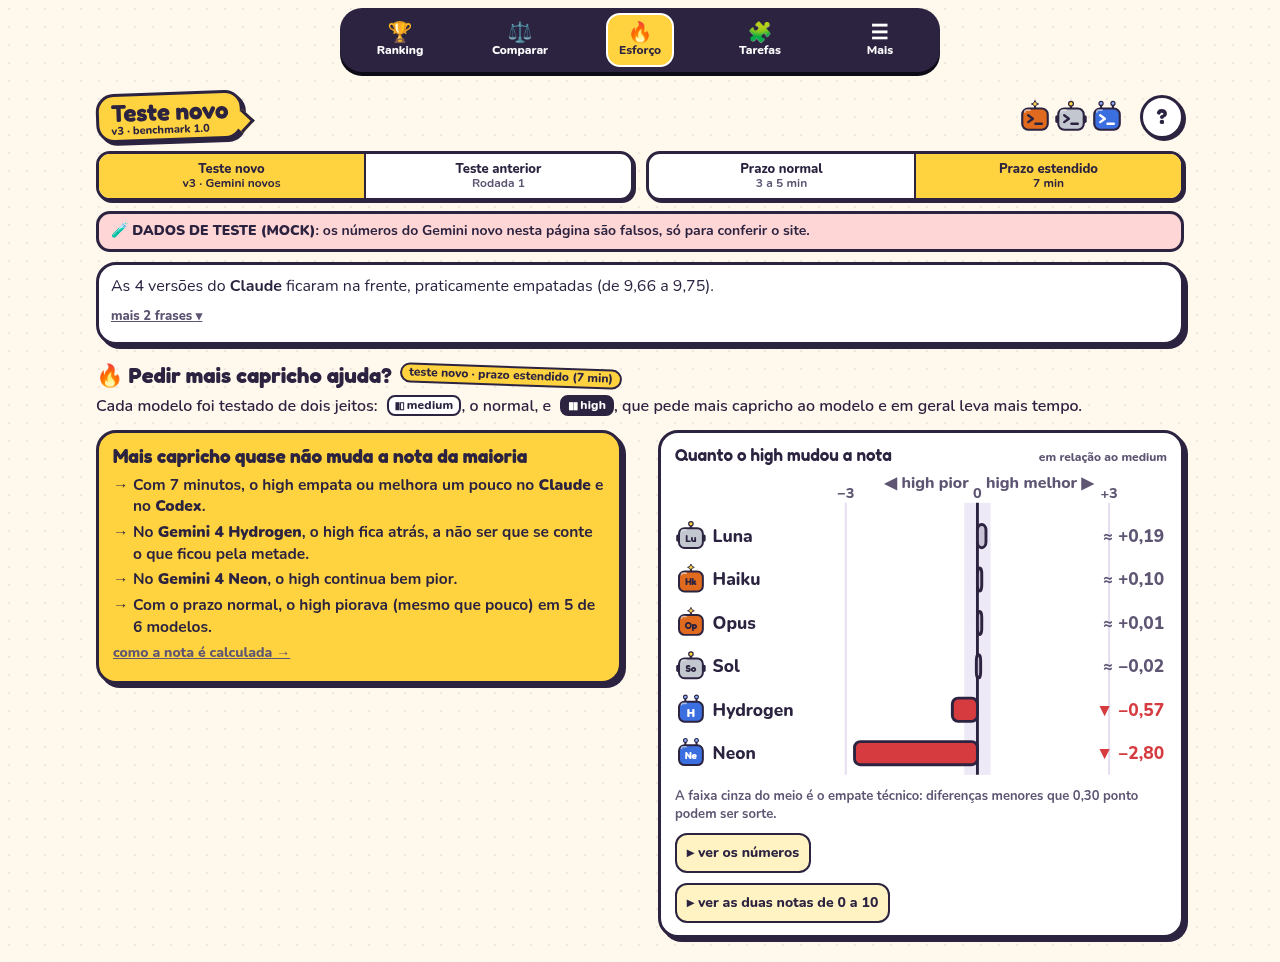 Ranking
Comparar
Esforço
Tarefas
Mais
Teste novo
v3 · benchmark 1.0
?
Teste novo
v3 · Gemini novos
Teste anterior
Rodada 1
Prazo normal
3 a 5 min
Prazo estendido
7 min
DADOS DE TESTE (MOCK): os números do Gemini novo nesta página são falsos, só para conferir o site.
As 4 versões do Claude ficaram na frente, praticamente empatadas (de 9,66 a 9,75).
mais 2 frases ▾
Pedir mais capricho ajuda? teste novo · prazo estendido (7 min)
Cada modelo foi testado de dois jeitos: medium, o normal, e high, que pede mais capricho ao modelo e em geral leva mais tempo.
Mais capricho quase não muda a nota da maioria
→ Com 7 minutos, o high empata ou melhora um pouco no Claude e
no Codex.
→ No Gemini 4 Hydrogen, o high fica atrás, a não ser que se conte
o que ficou pela metade.
→ No Gemini 4 Neon, o high continua bem pior.
→ Com o prazo normal, o high piorava (mesmo que pouco) em 5 de
6 modelos.
como a nota é calculada →
Quanto o high mudou a nota
em relação ao medium
◀ high pior high melhor ▶
−3 0 +3
Lu Luna ≈ +0,19
Hk Haiku ≈ +0,10
Op Opus ≈ +0,01
So Sol ≈ −0,02
H Hydrogen ▼ −0,57
Ne Neon ▼ −2,80
A faixa cinza do meio é o empate técnico: diferenças menores que 0,30 ponto
podem ser sorte.
▸ ver os números
▸ ver as duas notas de 0 a 10